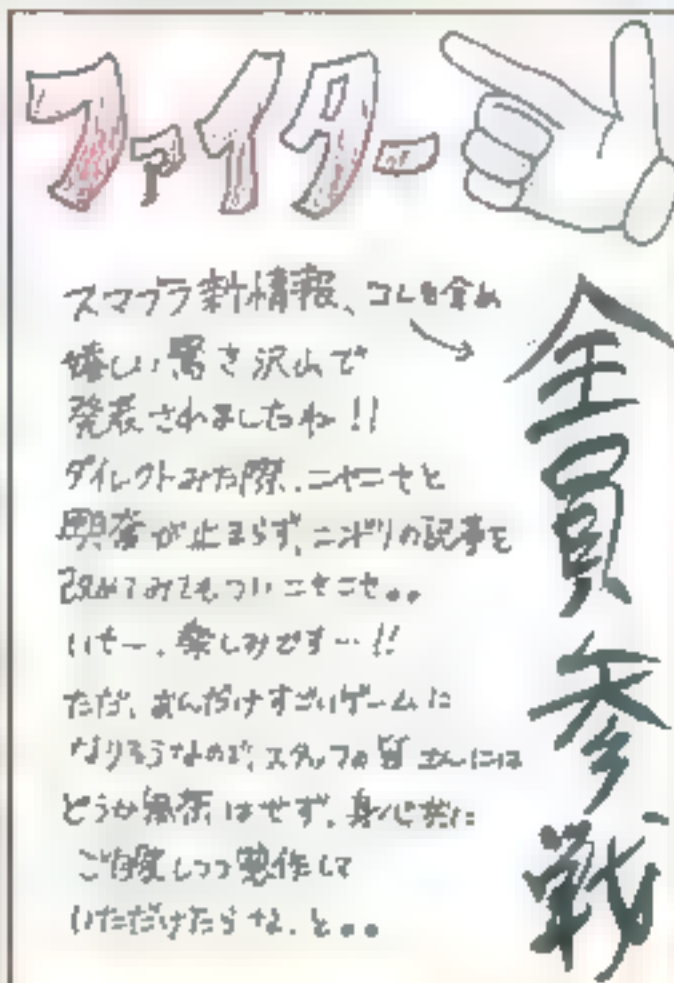 ファイター
全員参戦
スマブラ新情報、コレも含め
嬉しい驚き沢山で
発表されましたね!!
ダイレクトみた際、ニヤニヤと
興奮が止まらず、ニンドリの記事を
改めてみてもついニヤニヤ..
いやー、楽しみです…!!
ただ、あんだけすごいゲームに
なりそうなので、スタッフの皆さんには
どうか無茶はせず、身心共に
ご自愛しつつ製作して
いただけたらな、と..